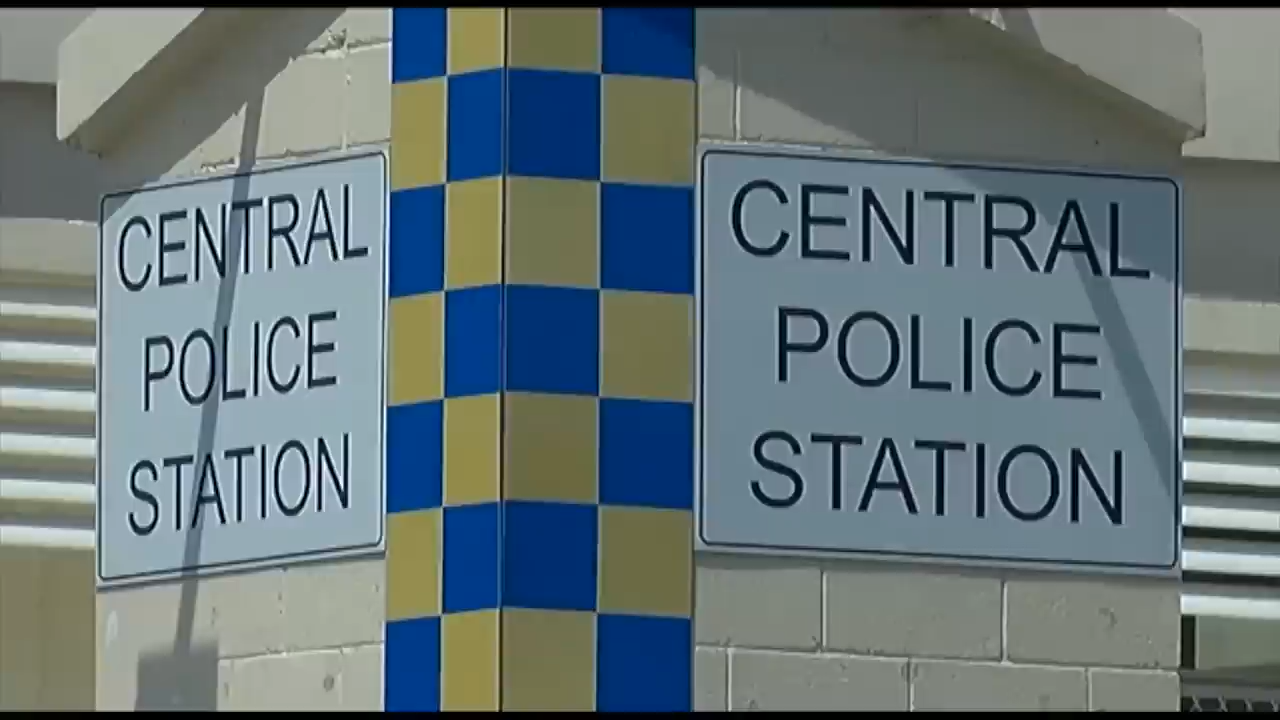 CENTRAL
POLICE
STATION
CENTRAL
POLICE
STATION